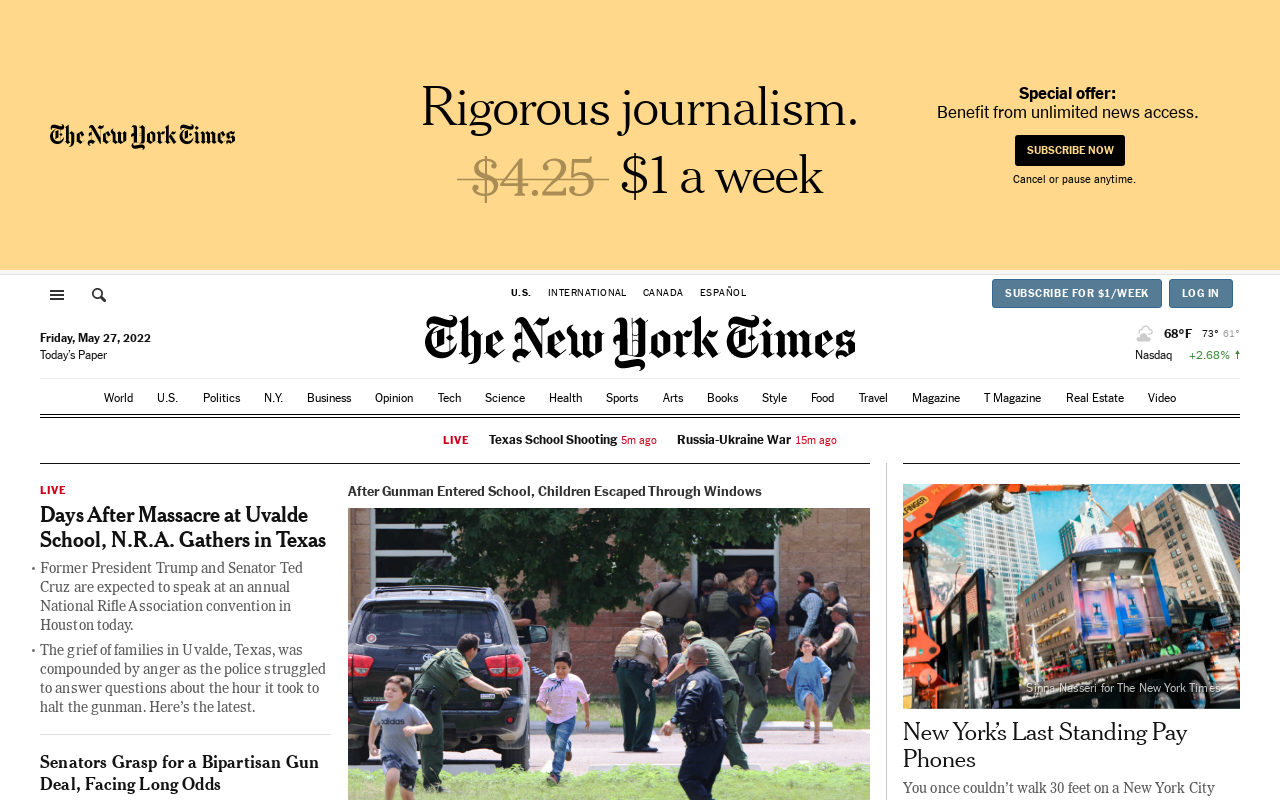 The New York Times
Rigorous journalism.
$4.25 $1 a week
Special offer:
Benefit from unlimited news access.
SUBSCRIBE NOW
Cancel or pause anytime.
U.S. INTERNATIONAL CANADA ESPAÑOL
SUBSCRIBE FOR $1/WEEK LOG IN
Friday, May 27, 2022
Today's Paper
The New York Times
68°F 73° 61°
Nasdaq +2.68% ↑
World U.S. Politics N.Y. Business Opinion Tech Science Health Sports Arts Books Style Food Travel Magazine T Magazine Real Estate Video
LIVE Texas School Shooting 5m ago Russia-Ukraine War 15m ago
LIVE
Days After Massacre at Uvalde
School, N.R.A. Gathers in Texas
• Former President Trump and Senator Ted
Cruz are expected to speak at an annual
National Rifle Association convention in
Houston today.
• The grief of families in Uvalde, Texas, was
compounded by anger as the police struggled
to answer questions about the hour it took to
halt the gunman. Here's the latest.
Senators Grasp for a Bipartisan Gun
Deal, Facing Long Odds
After Gunman Entered School, Children Escaped Through Windows
adidas
Sinna Nasseri for The New York Times
New York's Last Standing Pay
Phones
You once couldn't walk 30 feet on a New York City